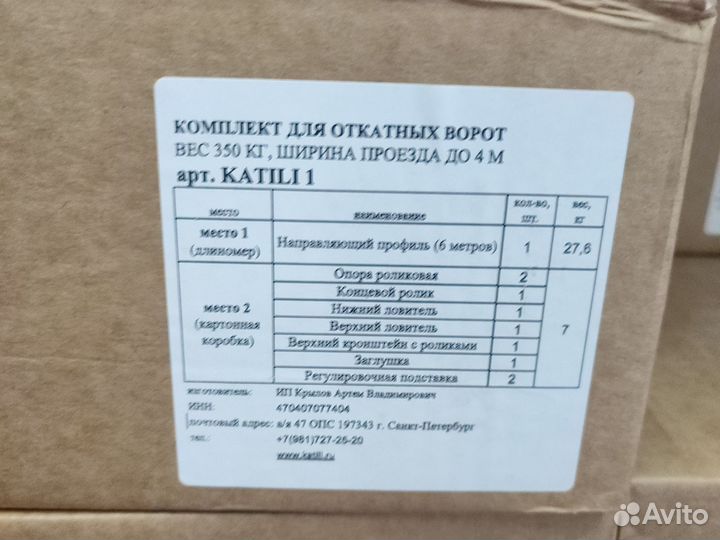 КОМПЛЕКТ ДЛЯ ОТКАТНЫХ ВОРОТ
ВЕС 350 КГ, ШИРИНА ПРОЕЗДА ДО 4 М
арт. KATILI 1
место наименование кол-во, шт. вес, кг
место 1 (длиномер) Направляющий профиль (6 метров) 1 27,6
место 2 (картонная коробка)
Опора роликовая 2
Концевой ролик 1
Нижний ловитель 1
Верхний ловитель 1
7
Верхний кронштейн с роликами 1
Заглушка 1
Регулировочная подставка 2
изготовитель: ИП Крылов Артем Владимирович
ИНН: 470407077404
почтовый адрес: а/я 47 ОПС 197343 г. Санкт-Петербург
тел.: +7(981)727-26-20
www.katili.ru
Avito